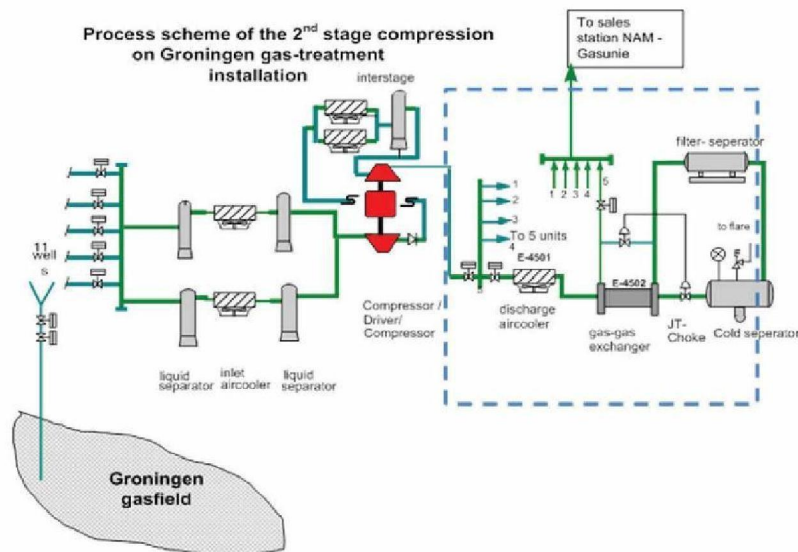 Process scheme of the 2nd stage compression
on Groningen gas-treatment
installation
To sales
station NAM -
Gasunie
interstage
filter- seperator
1
2
3
4
5
1
2
3
To 5 units
4
to flare
11
well
s
E-4501
E-4502
Compressor /
Driver/
Compressor
discharge
aircooler
gas-gas
exchanger
JT-
Choke
Cold seperator
liquid
separator
inlet
aircooler
liquid
separator
Groningen
gasfield